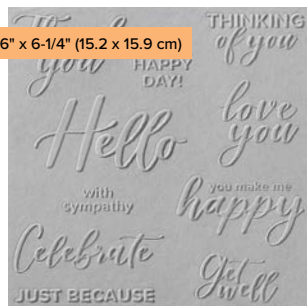 Thank
you
6" x 6-1/4" (15.2 x 15.9 cm)
HAPPY
DAY!
THINKING
of you
Hello
love
you
with
sympathy
you make me
happy
Celebrate
Get
well
JUST BECAUSE